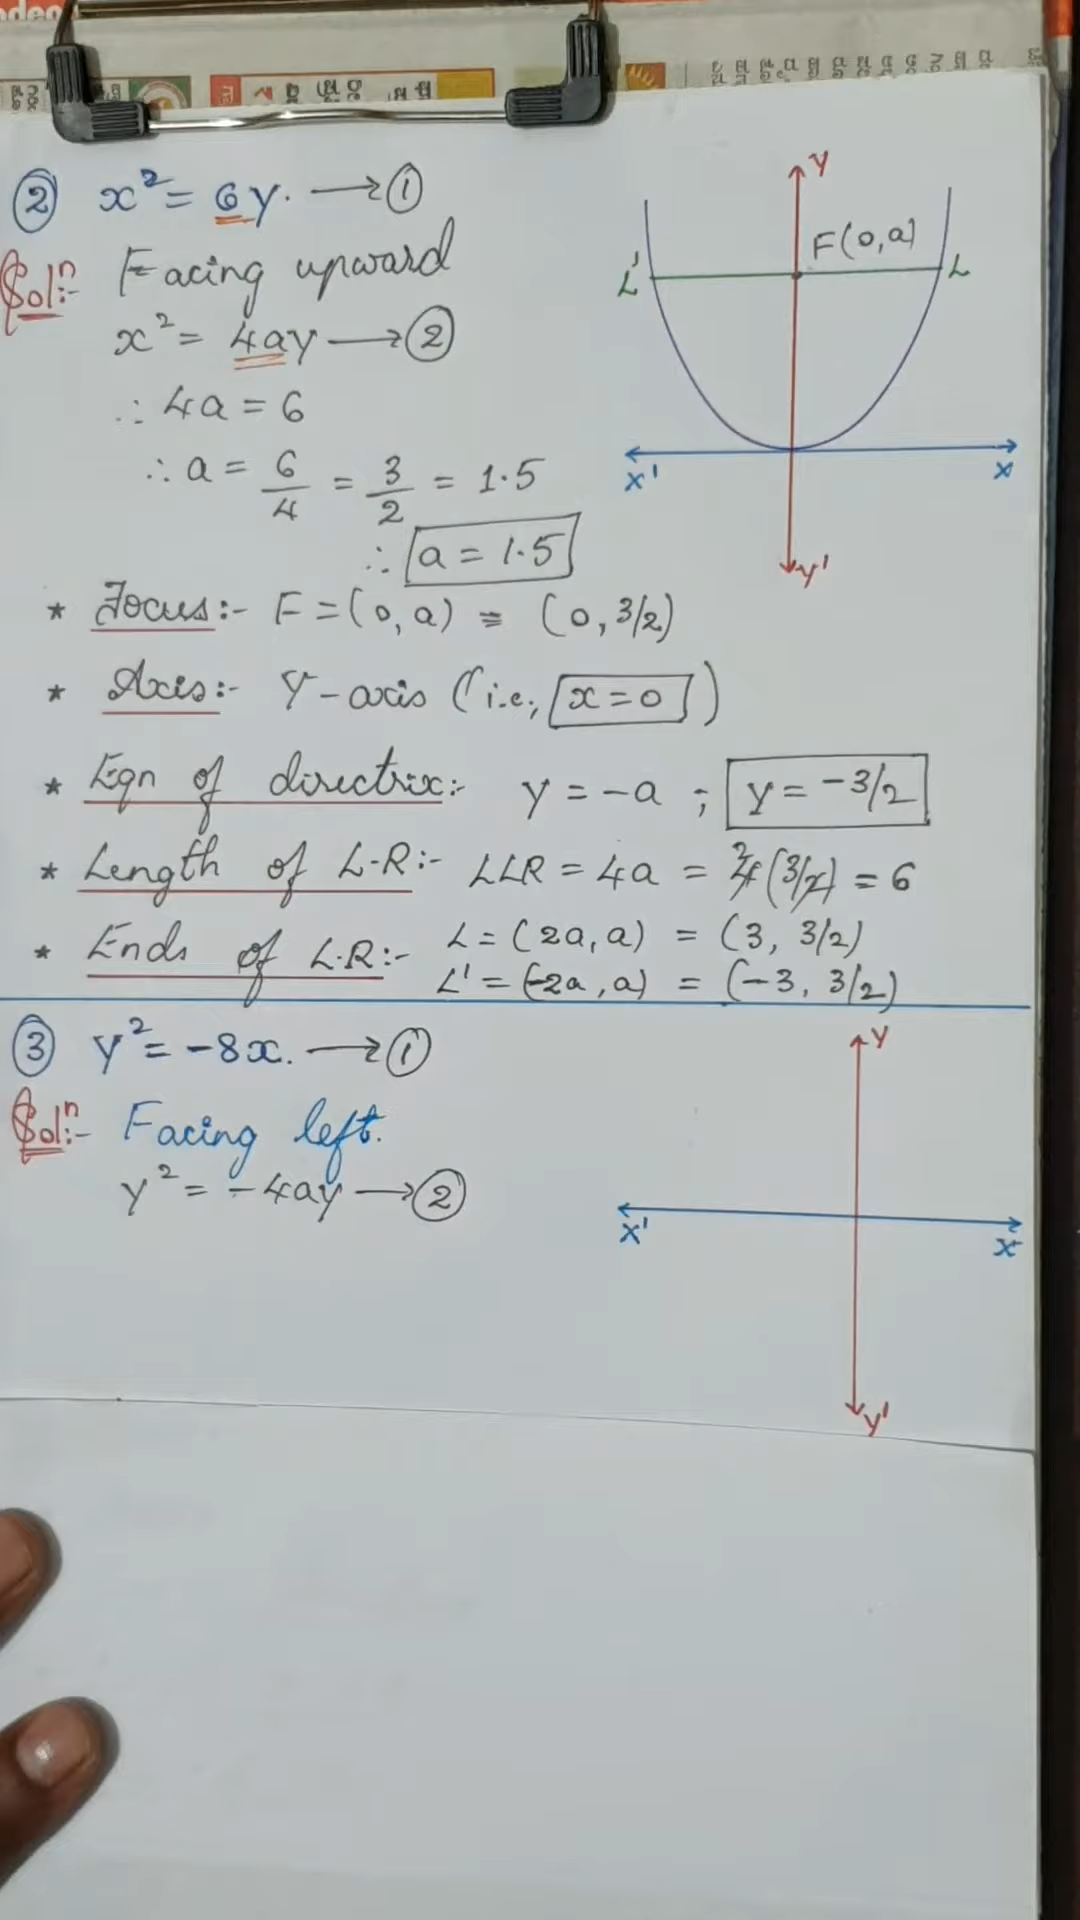 ② x² = 6y. → ①
Solⁿ:- Facing upward
x² = 4ay → ②
∴ 4a = 6
∴ a = 6/4 = 3/2 = 1.5
∴ a = 1.5
Y
F(0,a)
L' L
X' X
Y'
* Focus:- F = (0, a) = (0, 3/2)
* Axis:- Y-axis (i.e., x = 0)
* Eqn of directrix:- y = -a ; y = -3/2
* Length of L.R:- LLR = 4a = 4(3/2) = 6
* Ends of L.R:- L = (2a, a) = (3, 3/2)
L' = (-2a, a) = (-3, 3/2)
③ y² = -8x. → ①
Solⁿ:- Facing left.
y² = -4ay → ②
Y
X' X
Y'